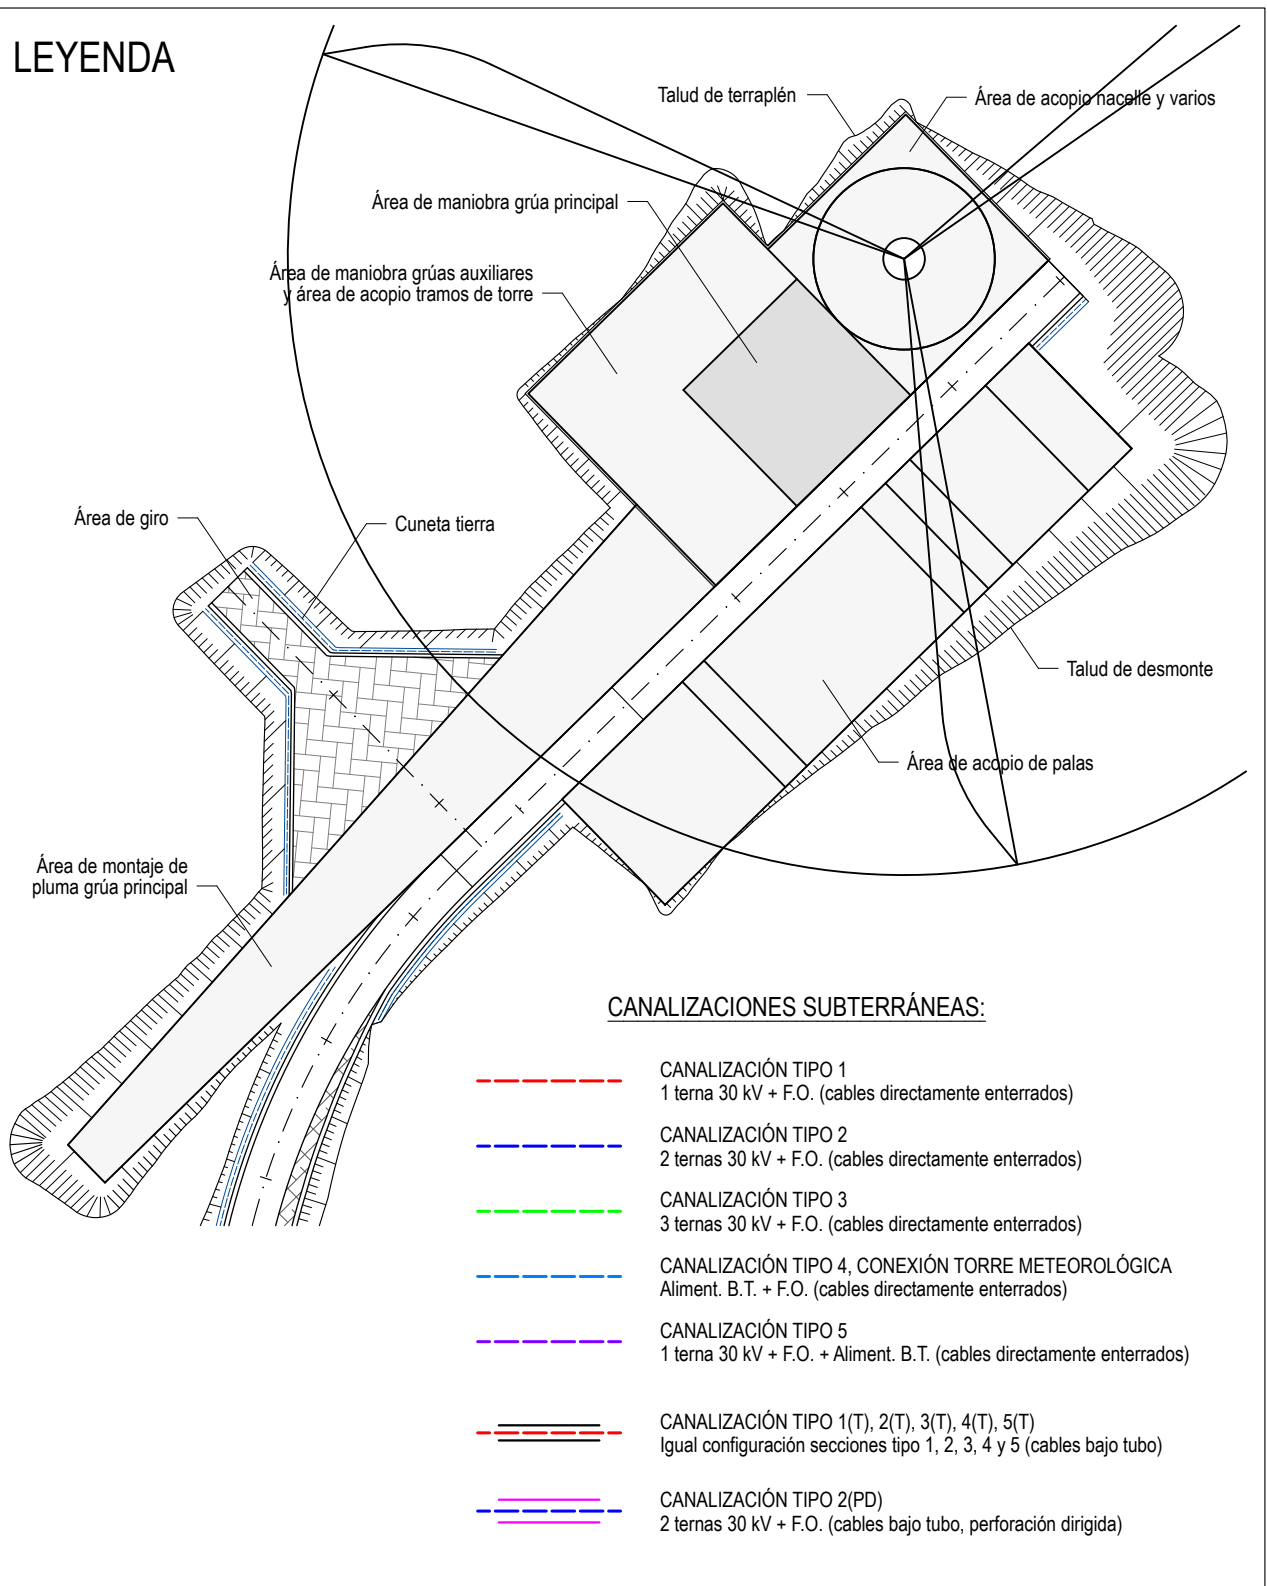 LEYENDA
Talud de terraplén
Área de acopio nacelle y varios
Área de maniobra grúa principal
Área de maniobra grúas auxiliares
y área de acopio tramos de torre
Área de giro
Cuneta tierra
Talud de desmonte
Área de acopio de palas
Área de montaje de
pluma grúa principal
CANALIZACIONES SUBTERRÁNEAS:
CANALIZACIÓN TIPO 1
1 terna 30 kV + F.O. (cables directamente enterrados)
CANALIZACIÓN TIPO 2
2 ternas 30 kV + F.O. (cables directamente enterrados)
CANALIZACIÓN TIPO 3
3 ternas 30 kV + F.O. (cables directamente enterrados)
CANALIZACIÓN TIPO 4, CONEXIÓN TORRE METEOROLÓGICA
Aliment. B.T. + F.O. (cables directamente enterrados)
CANALIZACIÓN TIPO 5
1 terna 30 kV + F.O. + Aliment. B.T. (cables directamente enterrados)
CANALIZACIÓN TIPO 1(T), 2(T), 3(T), 4(T), 5(T)
Igual configuración secciones tipo 1, 2, 3, 4 y 5 (cables bajo tubo)
CANALIZACIÓN TIPO 2(PD)
2 ternas 30 kV + F.O. (cables bajo tubo, perforación dirigida)